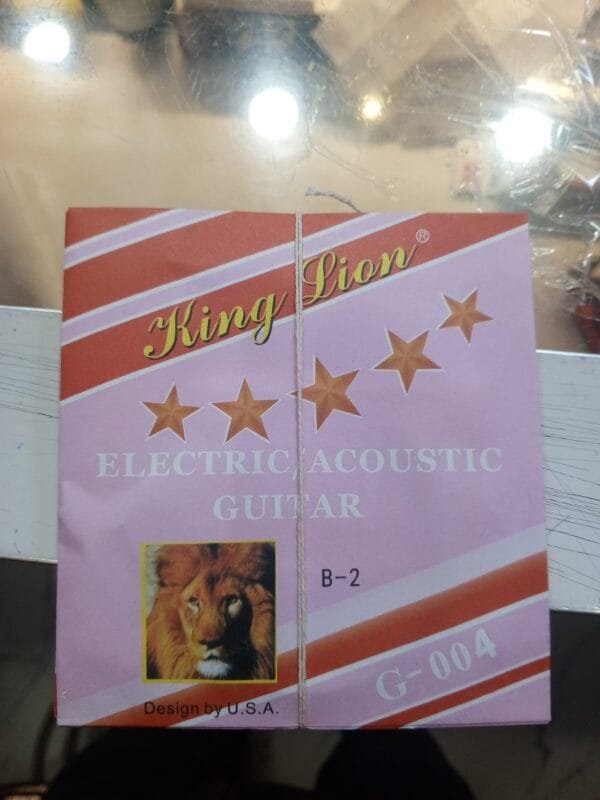 King Lion®
ELECTRIC/ACOUSTIC
GUITAR
B-2
G-004
Design by U.S.A.